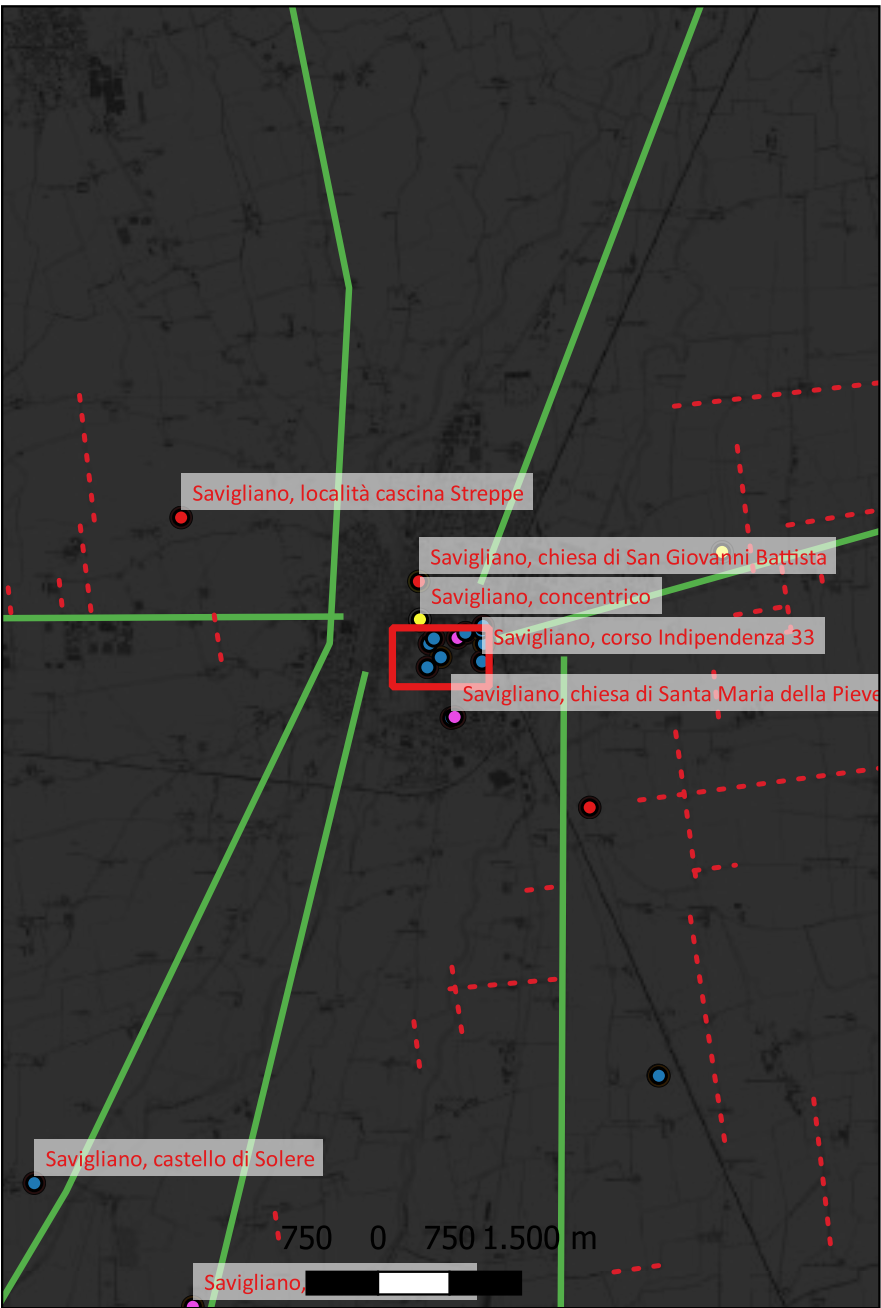 Savigliano, località cascina Streppe
Savigliano, chiesa di San Giovanni Battista
Savigliano, concentrico
Savigliano, corso Indipendenza 33
Savigliano, chiesa di Santa Maria della Pieve
Savigliano, castello di Solere
750 0 750 1.500 m
Savigliano,